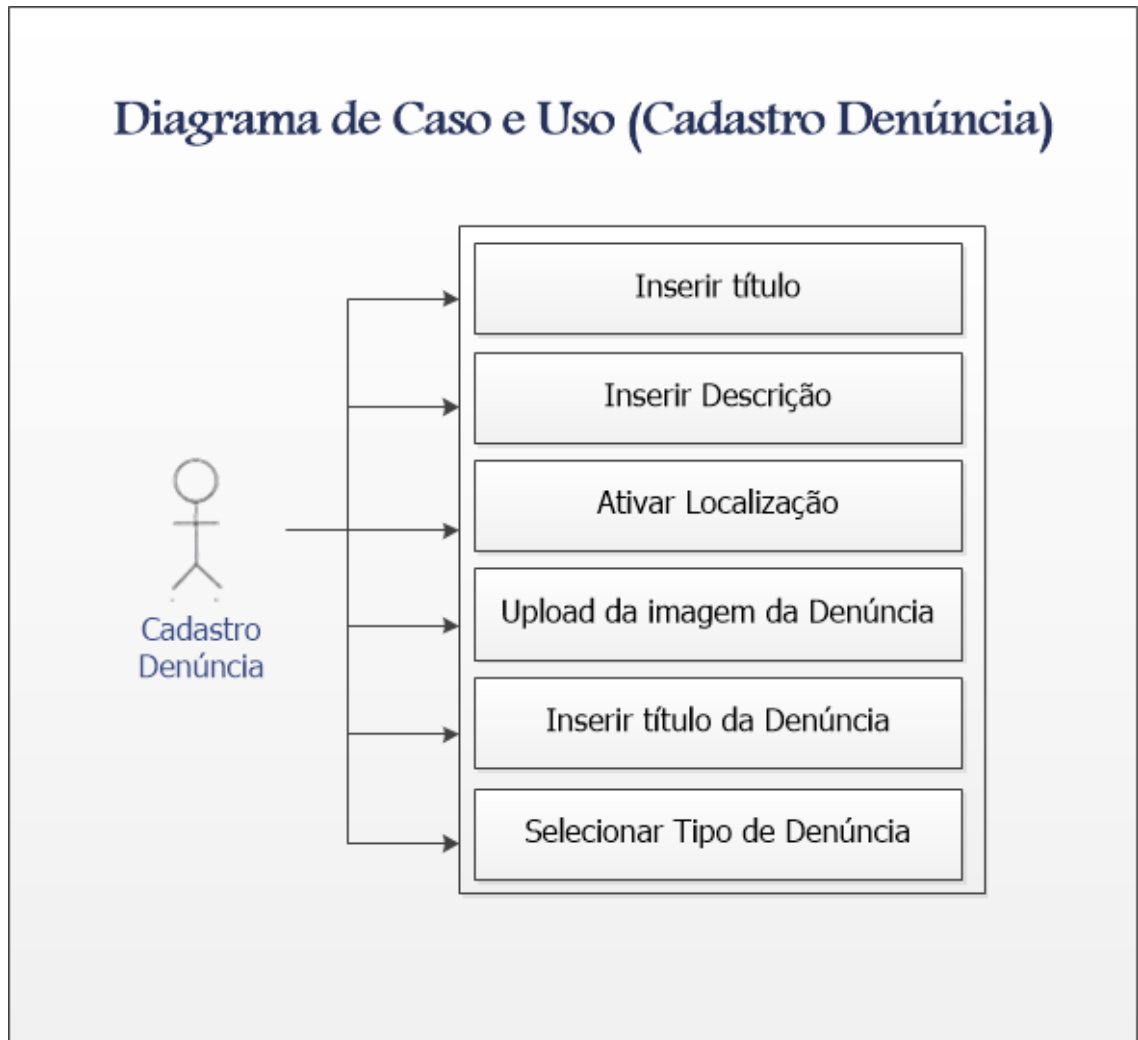 Diagrama de Caso e Uso (Cadastro Denúncia)
Inserir título
Inserir Descrição
Ativar Localização
Upload da imagem da Denúncia
Inserir título da Denúncia
Selecionar Tipo de Denúncia
Cadastro
Denúncia